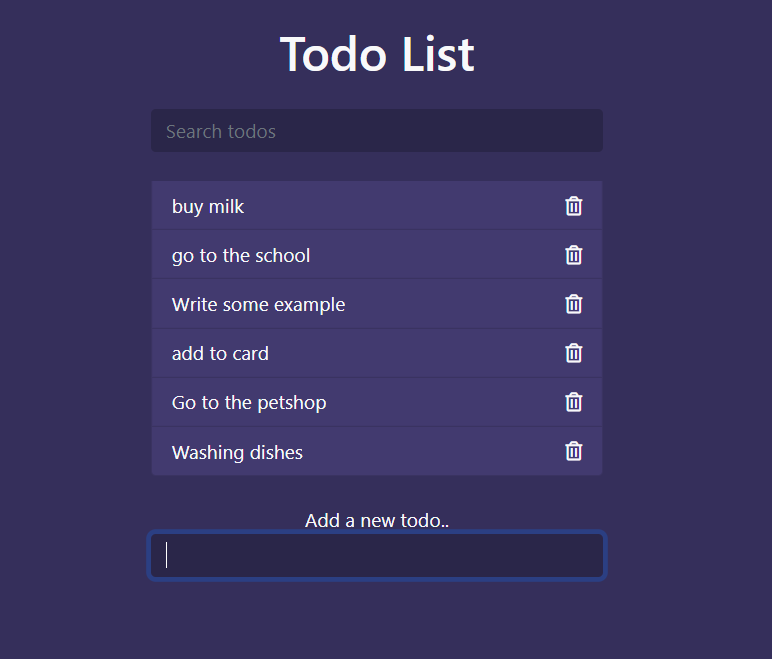 Todo List
Search todos
buy milk
go to the school
Write some example
add to card
Go to the petshop
Washing dishes
Add a new todo..